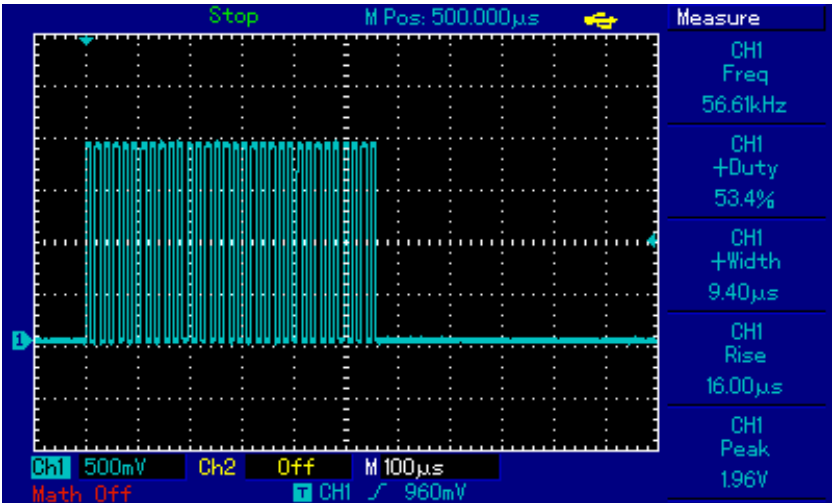 Stop M Pos: 500.000μs Measure
CH1
Freq
56.61kHz
CH1
+Duty
53.4%
CH1
+Width
9.40μs
1
CH1
Rise
16.00μs
CH1
Peak
1.96V
Ch1 500mV Ch2 Off M 100μs
Math Off T CH1 960mV